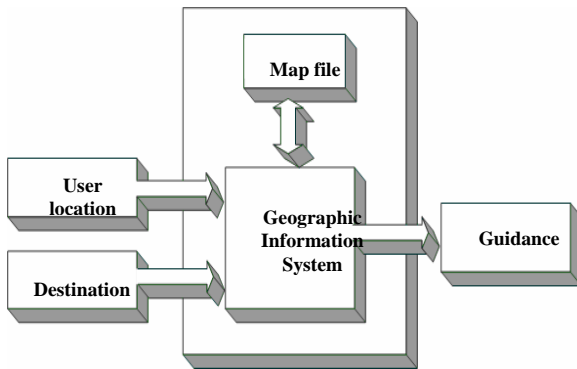 Map file
User
location
Destination
Geographic
Information
System
Guidance